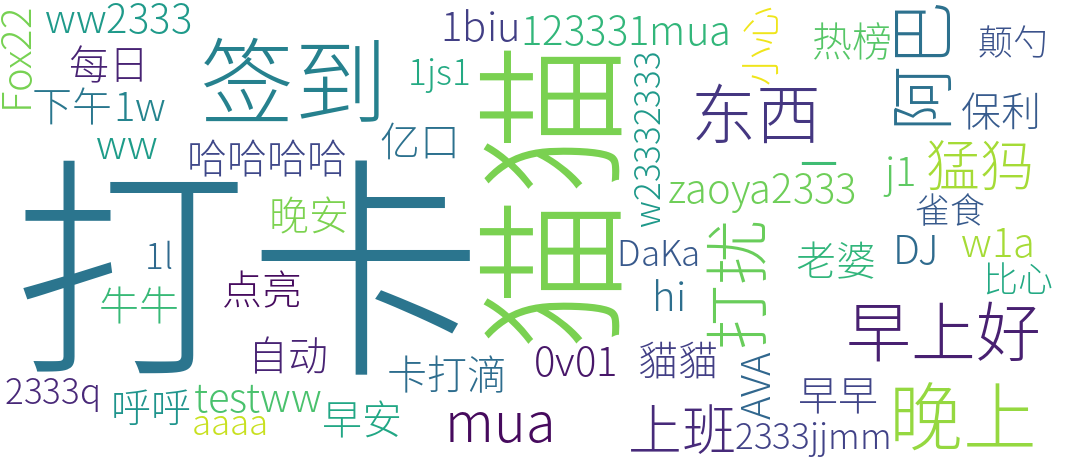 ww2333
1biu
123331mua
小心
热榜
阿巴
颠勺
Fox22
每日
签到
1js1
猫猫
w23332333
东西
下午
1w
保利
ww
哈哈哈哈
亿口
zaoya2333
一
j1
猛犸
打卡
晚安
雀食
1l
DaKa
打扰
老婆
DJ
w1a
牛牛
点亮
hi
比心
自动
0v01
貓貓
早上好
2333q
呼呼
testww
卡打滴
AVA
早早
aaaa
早安
mua
上班
2333jjmm
晚上